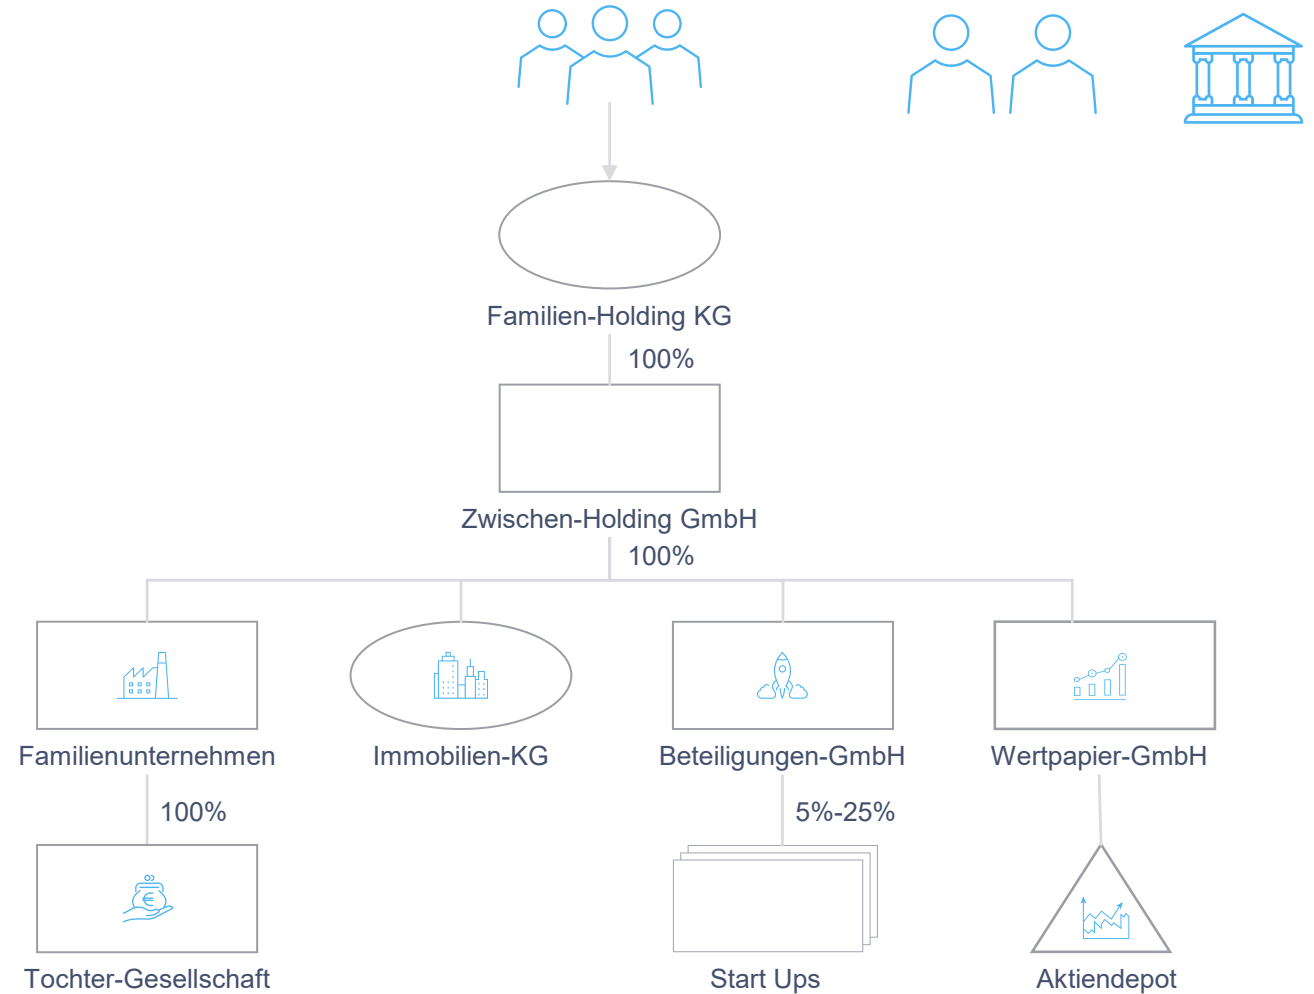 Familien-Holding KG
100%
Zwischen-Holding GmbH
100%
Familienunternehmen
Immobilien-KG
Beteiligungen-GmbH
Wertpapier-GmbH
100%
5%-25%
€
Tochter-Gesellschaft
Start Ups
Aktiendepot